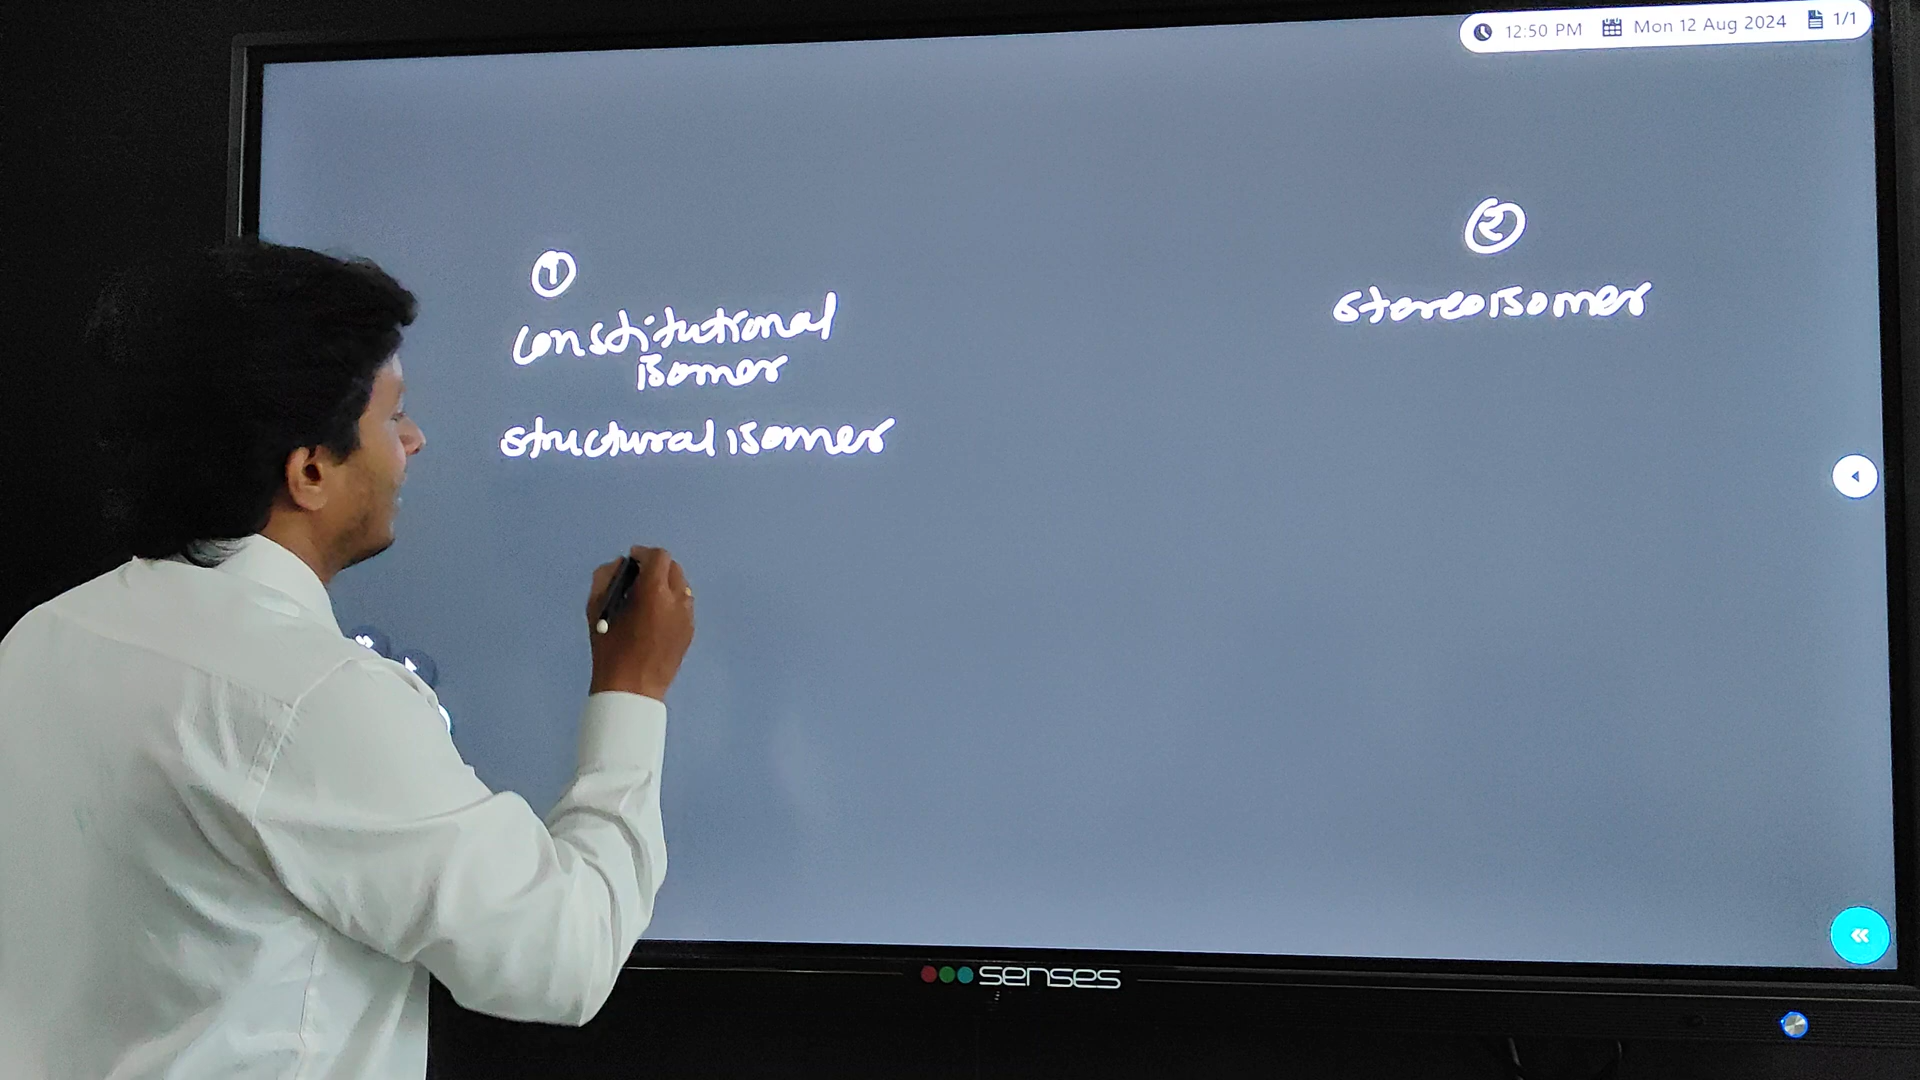 12:50 PM Mon 12 Aug 2024 1/1
①
constitutional
isomer
structural isomer
②
stereoisomer
senses